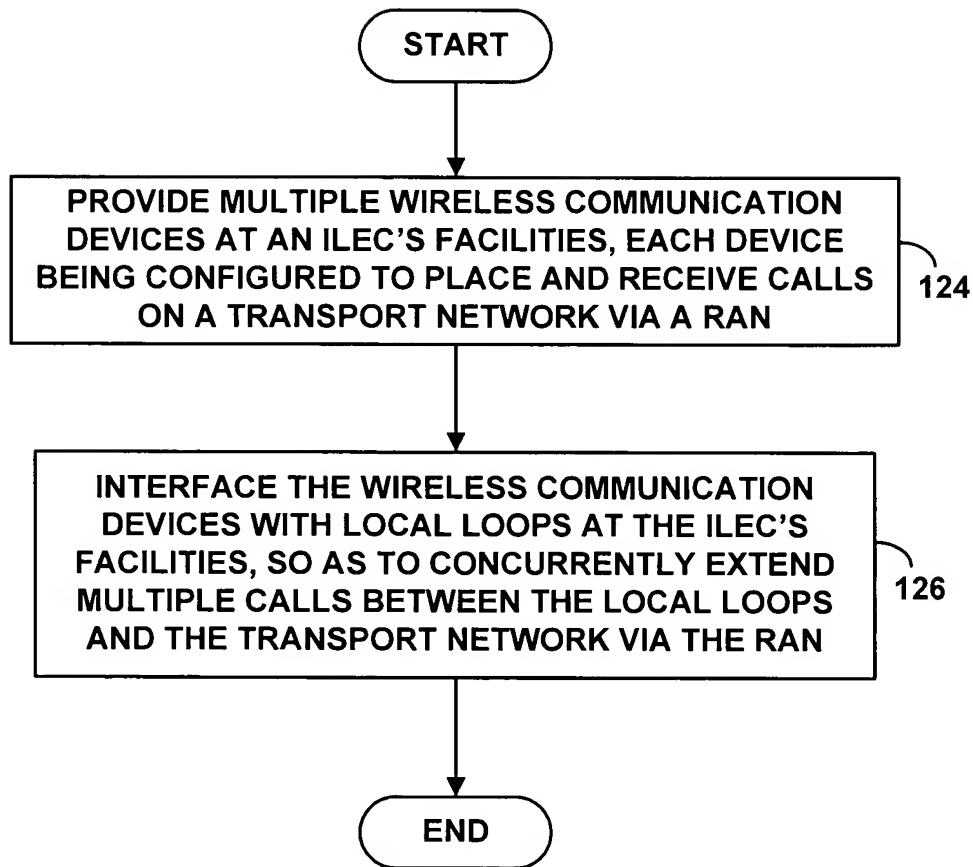 START
PROVIDE MULTIPLE WIRELESS COMMUNICATION
DEVICES AT AN ILEC'S FACILITIES, EACH DEVICE
BEING CONFIGURED TO PLACE AND RECEIVE CALLS
ON A TRANSPORT NETWORK VIA A RAN
124
INTERFACE THE WIRELESS COMMUNICATION
DEVICES WITH LOCAL LOOPS AT THE ILEC'S
FACILITIES, SO AS TO CONCURRENTLY EXTEND
MULTIPLE CALLS BETWEEN THE LOCAL LOOPS
AND THE TRANSPORT NETWORK VIA THE RAN
126
END